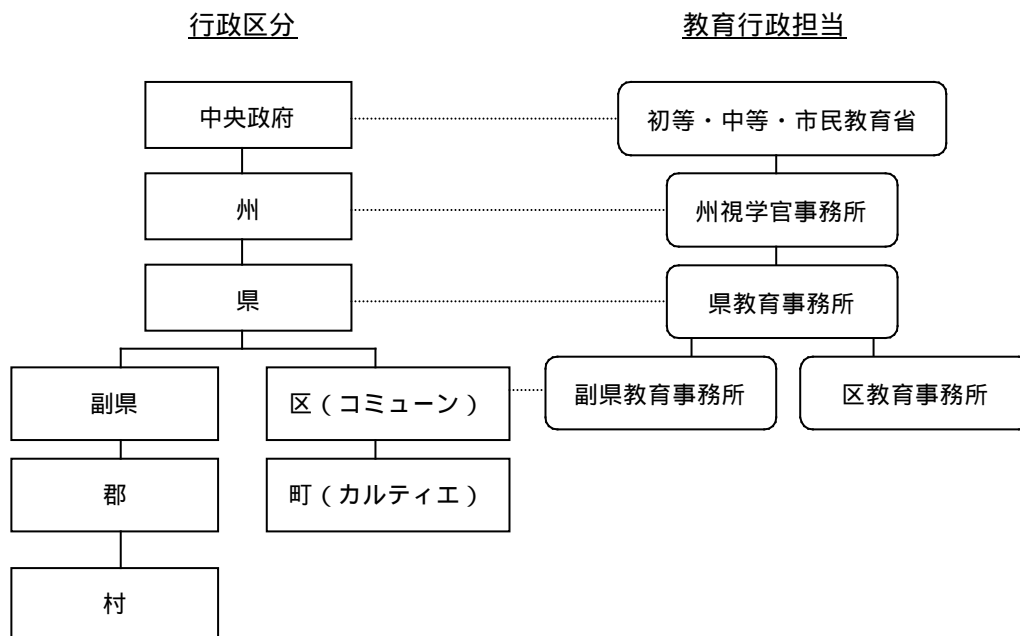 行政区分
教育行政担当
中央政府
初等・中等・市民教育省
州
州視学官事務所
県
県教育事務所
副県
区（コミューン）
副県教育事務所
区教育事務所
郡
町（カルティエ）
村